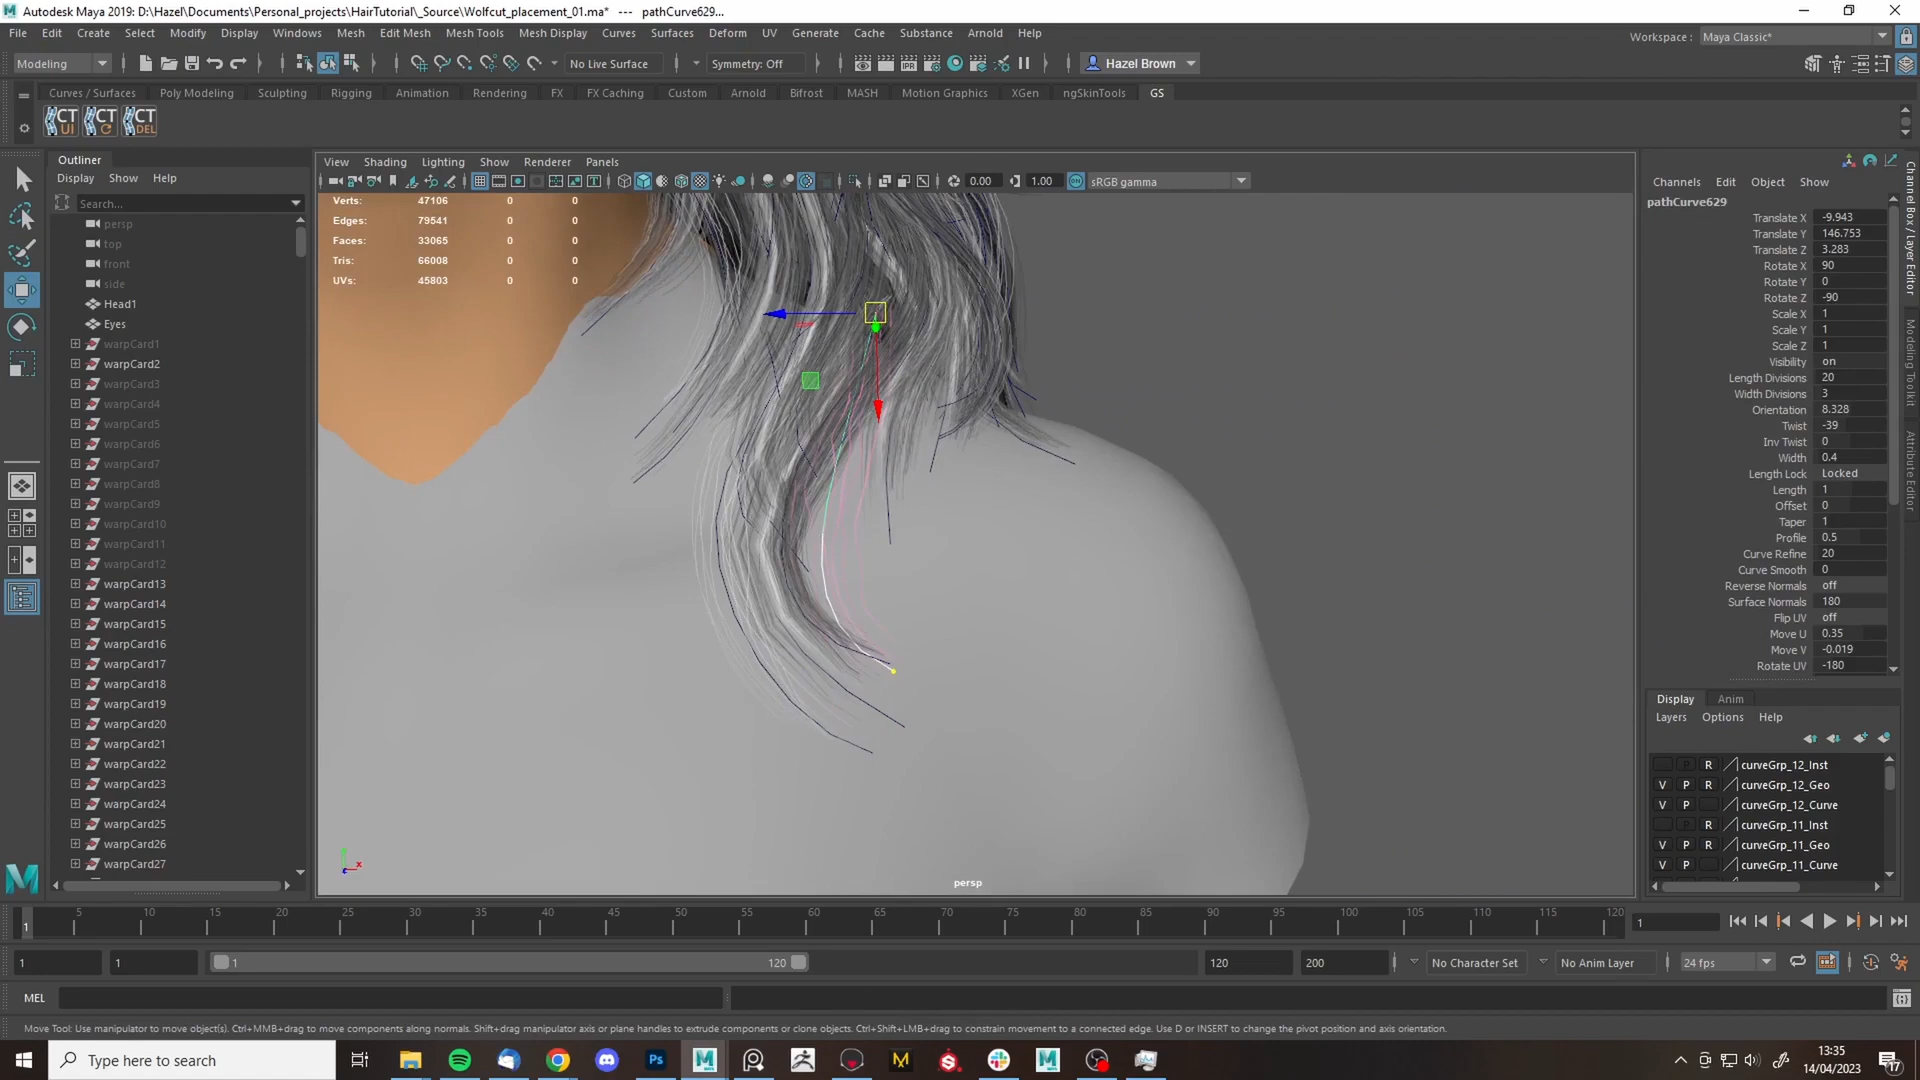 Autodesk Maya 2019: D:\Hazel\Documents\Personal_projects\HairTutorial\_Source\Wolfcut_placement_01.ma* --- pathCurve629...
File Edit Create Select Modify Display Windows Mesh Edit Mesh Mesh Tools Mesh Display Curves Surfaces Deform UV Generate Cache Substance Arnold Help
Workspace : Maya Classic*
Modeling No Live Surface Symmetry: Off Hazel Brown
Curves / Surfaces Poly Modeling Sculpting Rigging Animation Rendering FX FX Caching Custom Arnold Bifrost MASH Motion Graphics XGen ngSkinTools GS
CT UI CT CT DEL
Outliner
Display Show Help
Search...
persp
top
front
side
Head1
Eyes
warpCard1
warpCard2
warpCard3
warpCard4
warpCard5
warpCard6
warpCard7
warpCard8
warpCard9
warpCard10
warpCard11
warpCard12
warpCard13
warpCard14
warpCard15
warpCard16
warpCard17
warpCard18
warpCard19
warpCard20
warpCard21
warpCard22
warpCard23
warpCard24
warpCard25
warpCard26
warpCard27
View Shading Lighting Show Renderer Panels
0.00 1.00 sRGB gamma
Verts: 47106 0 0
Edges: 79541 0 0
Faces: 33065 0 0
Tris: 66008 0 0
UVs: 45803 0 0
x
persp
Channels Edit Object Show
pathCurve629
Translate X -9.943
Translate Y 146.753
Translate Z 3.283
Rotate X 90
Rotate Y 0
Rotate Z -90
Scale X 1
Scale Y 1
Scale Z 1
Visibility on
Length Divisions 20
Width Divisions 3
Orientation 8.328
Twist -39
Inv Twist 0
Width 0.4
Length Lock Locked
Length 1
Offset 0
Taper 1
Profile 0.5
Curve Refine 20
Curve Smooth 0
Reverse Normals off
Surface Normals 180
Flip UV off
Move U 0.35
Move V -0.019
Rotate UV -180
Channel Box / Layer Editor
Modeling Toolkit
Attribute Editor
Display Anim
Layers Options Help
P R curveGrp_12_Inst
V P R curveGrp_12_Geo
V P curveGrp_12_Curve
P R curveGrp_11_Inst
V P R curveGrp_11_Geo
V P curveGrp_11_Curve
1 5 10 15 20 25 30 35 40 45 50 55 60 65 70 75 80 85 90 95 100 105 110 115 120 1
1 1 1 120 120 200 No Character Set No Anim Layer 24 fps
MEL
Move Tool: Use manipulator to move object(s). Ctrl+MMB+drag to move components along normals. Shift+drag manipulator axis or plane handles to extrude components or clone objects. Ctrl+Shift+LMB+drag to constrain movement to a connected edge. Use D or INSERT to change the pivot position and axis orientation.
Type here to search
Ps
13:35
14/04/2023
17